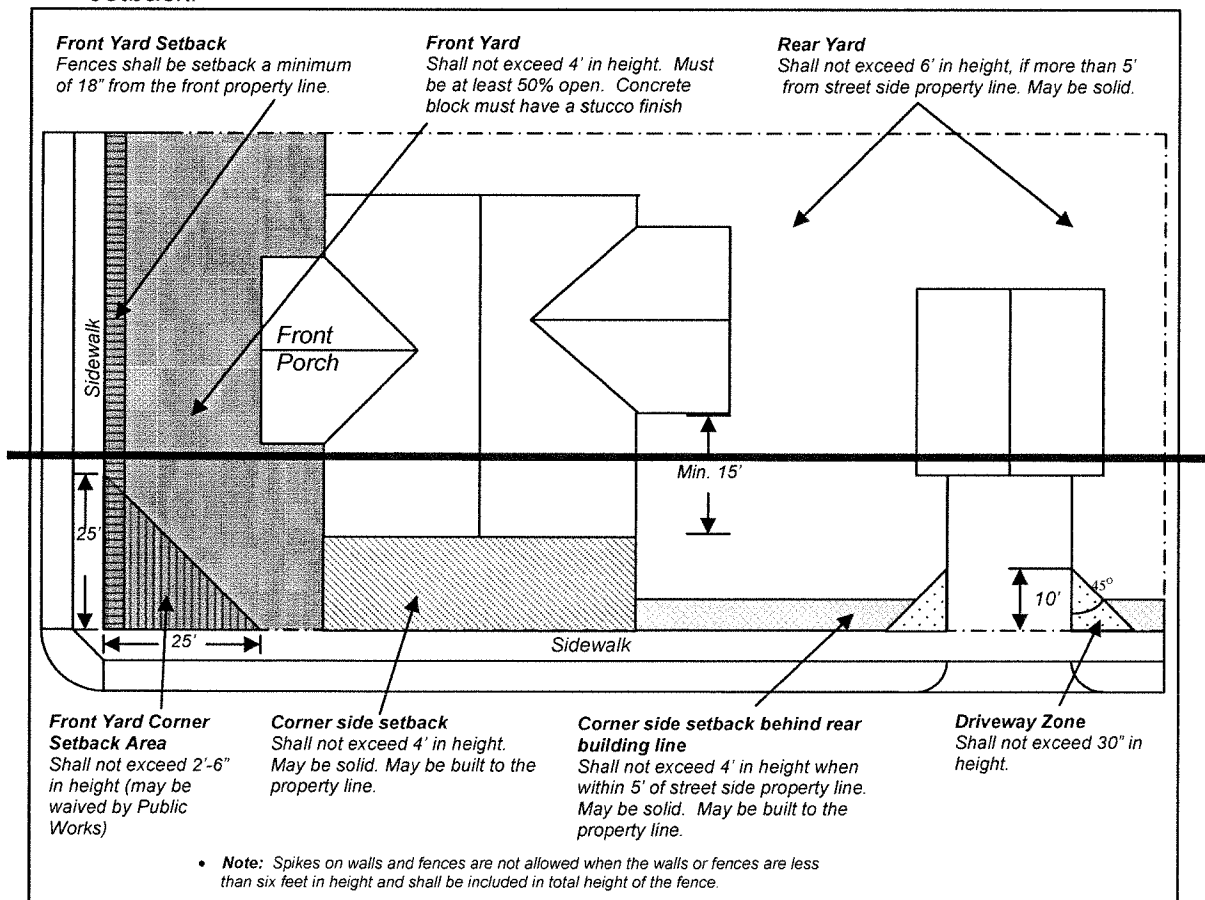 Front Yard Setback
Fences shall be setback a minimum
of 18" from the front property line.
Front Yard
Shall not exceed 4' in height. Must
be at least 50% open. Concrete
block must have a stucco finish
Rear Yard
Shall not exceed 6' in height, if more than 5'
from street side property line. May be solid.
Sidewalk
Front
Porch
Min. 15'
25'
25'
10'
45°
Sidewalk
Front Yard Corner
Setback Area
Shall not exceed 2'-6"
in height (may be
waived by Public
Works)
Corner side setback
Shall not exceed 4' in height.
May be solid. May be built to the
property line.
Corner side setback behind rear
building line
Shall not exceed 4' in height when
within 5' of street side property line.
May be solid. May be built to the
property line.
Driveway Zone
Shall not exceed 30" in
height.
• Note: Spikes on walls and fences are not allowed when the walls or fences are less
than six feet in height and shall be included in total height of the fence.